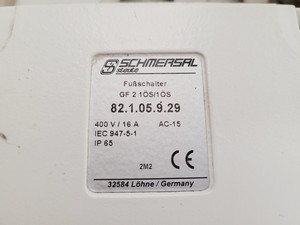 SCHMERSAL
steute
Fußschalter
GF 2 1ÖS/1ÖS
82.1.05.9.29
400 V / 16 A AC-15
IEC 947-5-1
IP 65
2M2 CE
32584 Löhne / Germany